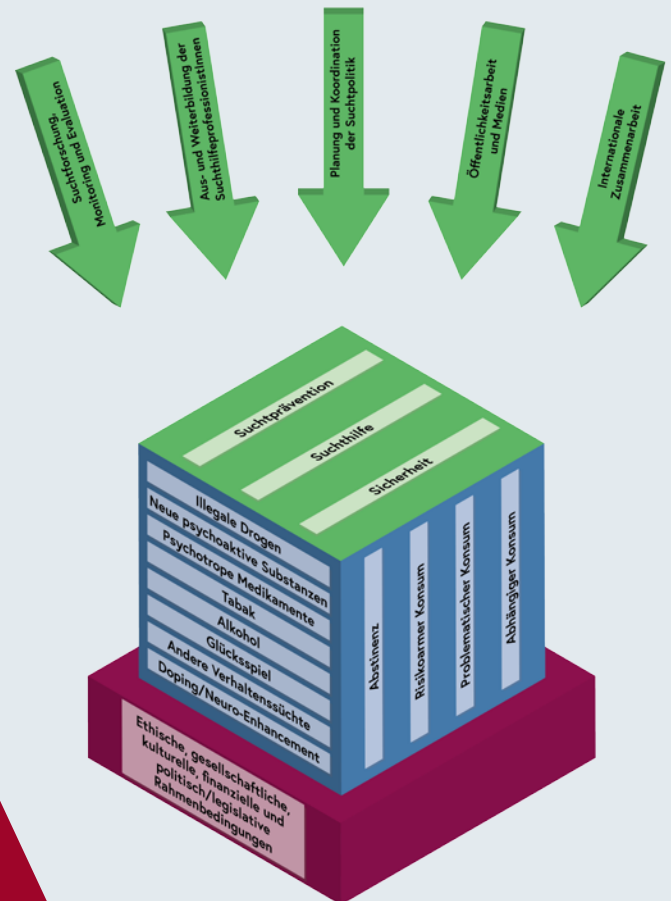 Suchtforschung,
Monitoring und Evaluation
Aus- und Weiterbildung der
SuchthilfeprofessionistInnen
Planung und Koordination
der Suchtpolitik
Öffentlichkeitsarbeit
und Medien
Internationale
Zusammenarbeit
Suchtprävention
Suchthilfe
Sicherheit
Illegale Drogen
Neue psychoaktive Substanzen
Psychotrope Medikamente
Tabak
Alkohol
Glücksspiel
Andere Verhaltenssüchte
Doping/Neuro-Enhancement
Abstinenz
Risikoarmer Konsum
Problematischer Konsum
Abhängiger Konsum
Ethische, gesellschaftliche,
kulturelle, finanzielle und
politisch/legislative
Rahmenbedingungen